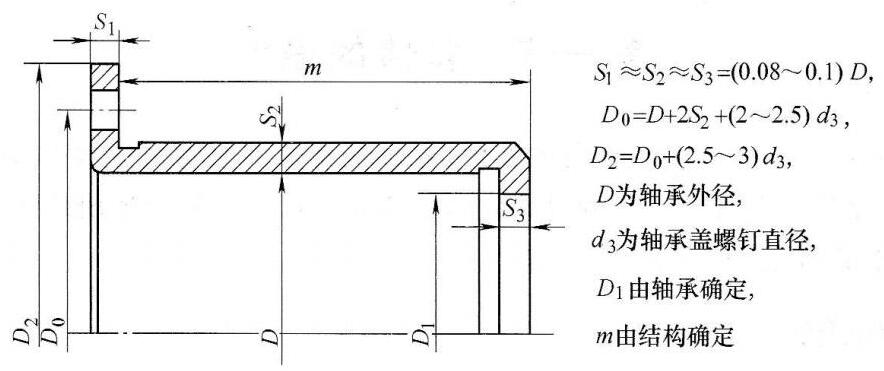 S₁
m
S₂
S₃
D₂
D₀
D
D₁
S₁≈S₂≈S₃=(0.08～0.1) D,
D₀=D+2S₂+(2～2.5) d₃,
D₂=D₀+(2.5～3) d₃,
D为轴承外径,
d₃为轴承盖螺钉直径,
D₁由轴承确定,
m由结构确定